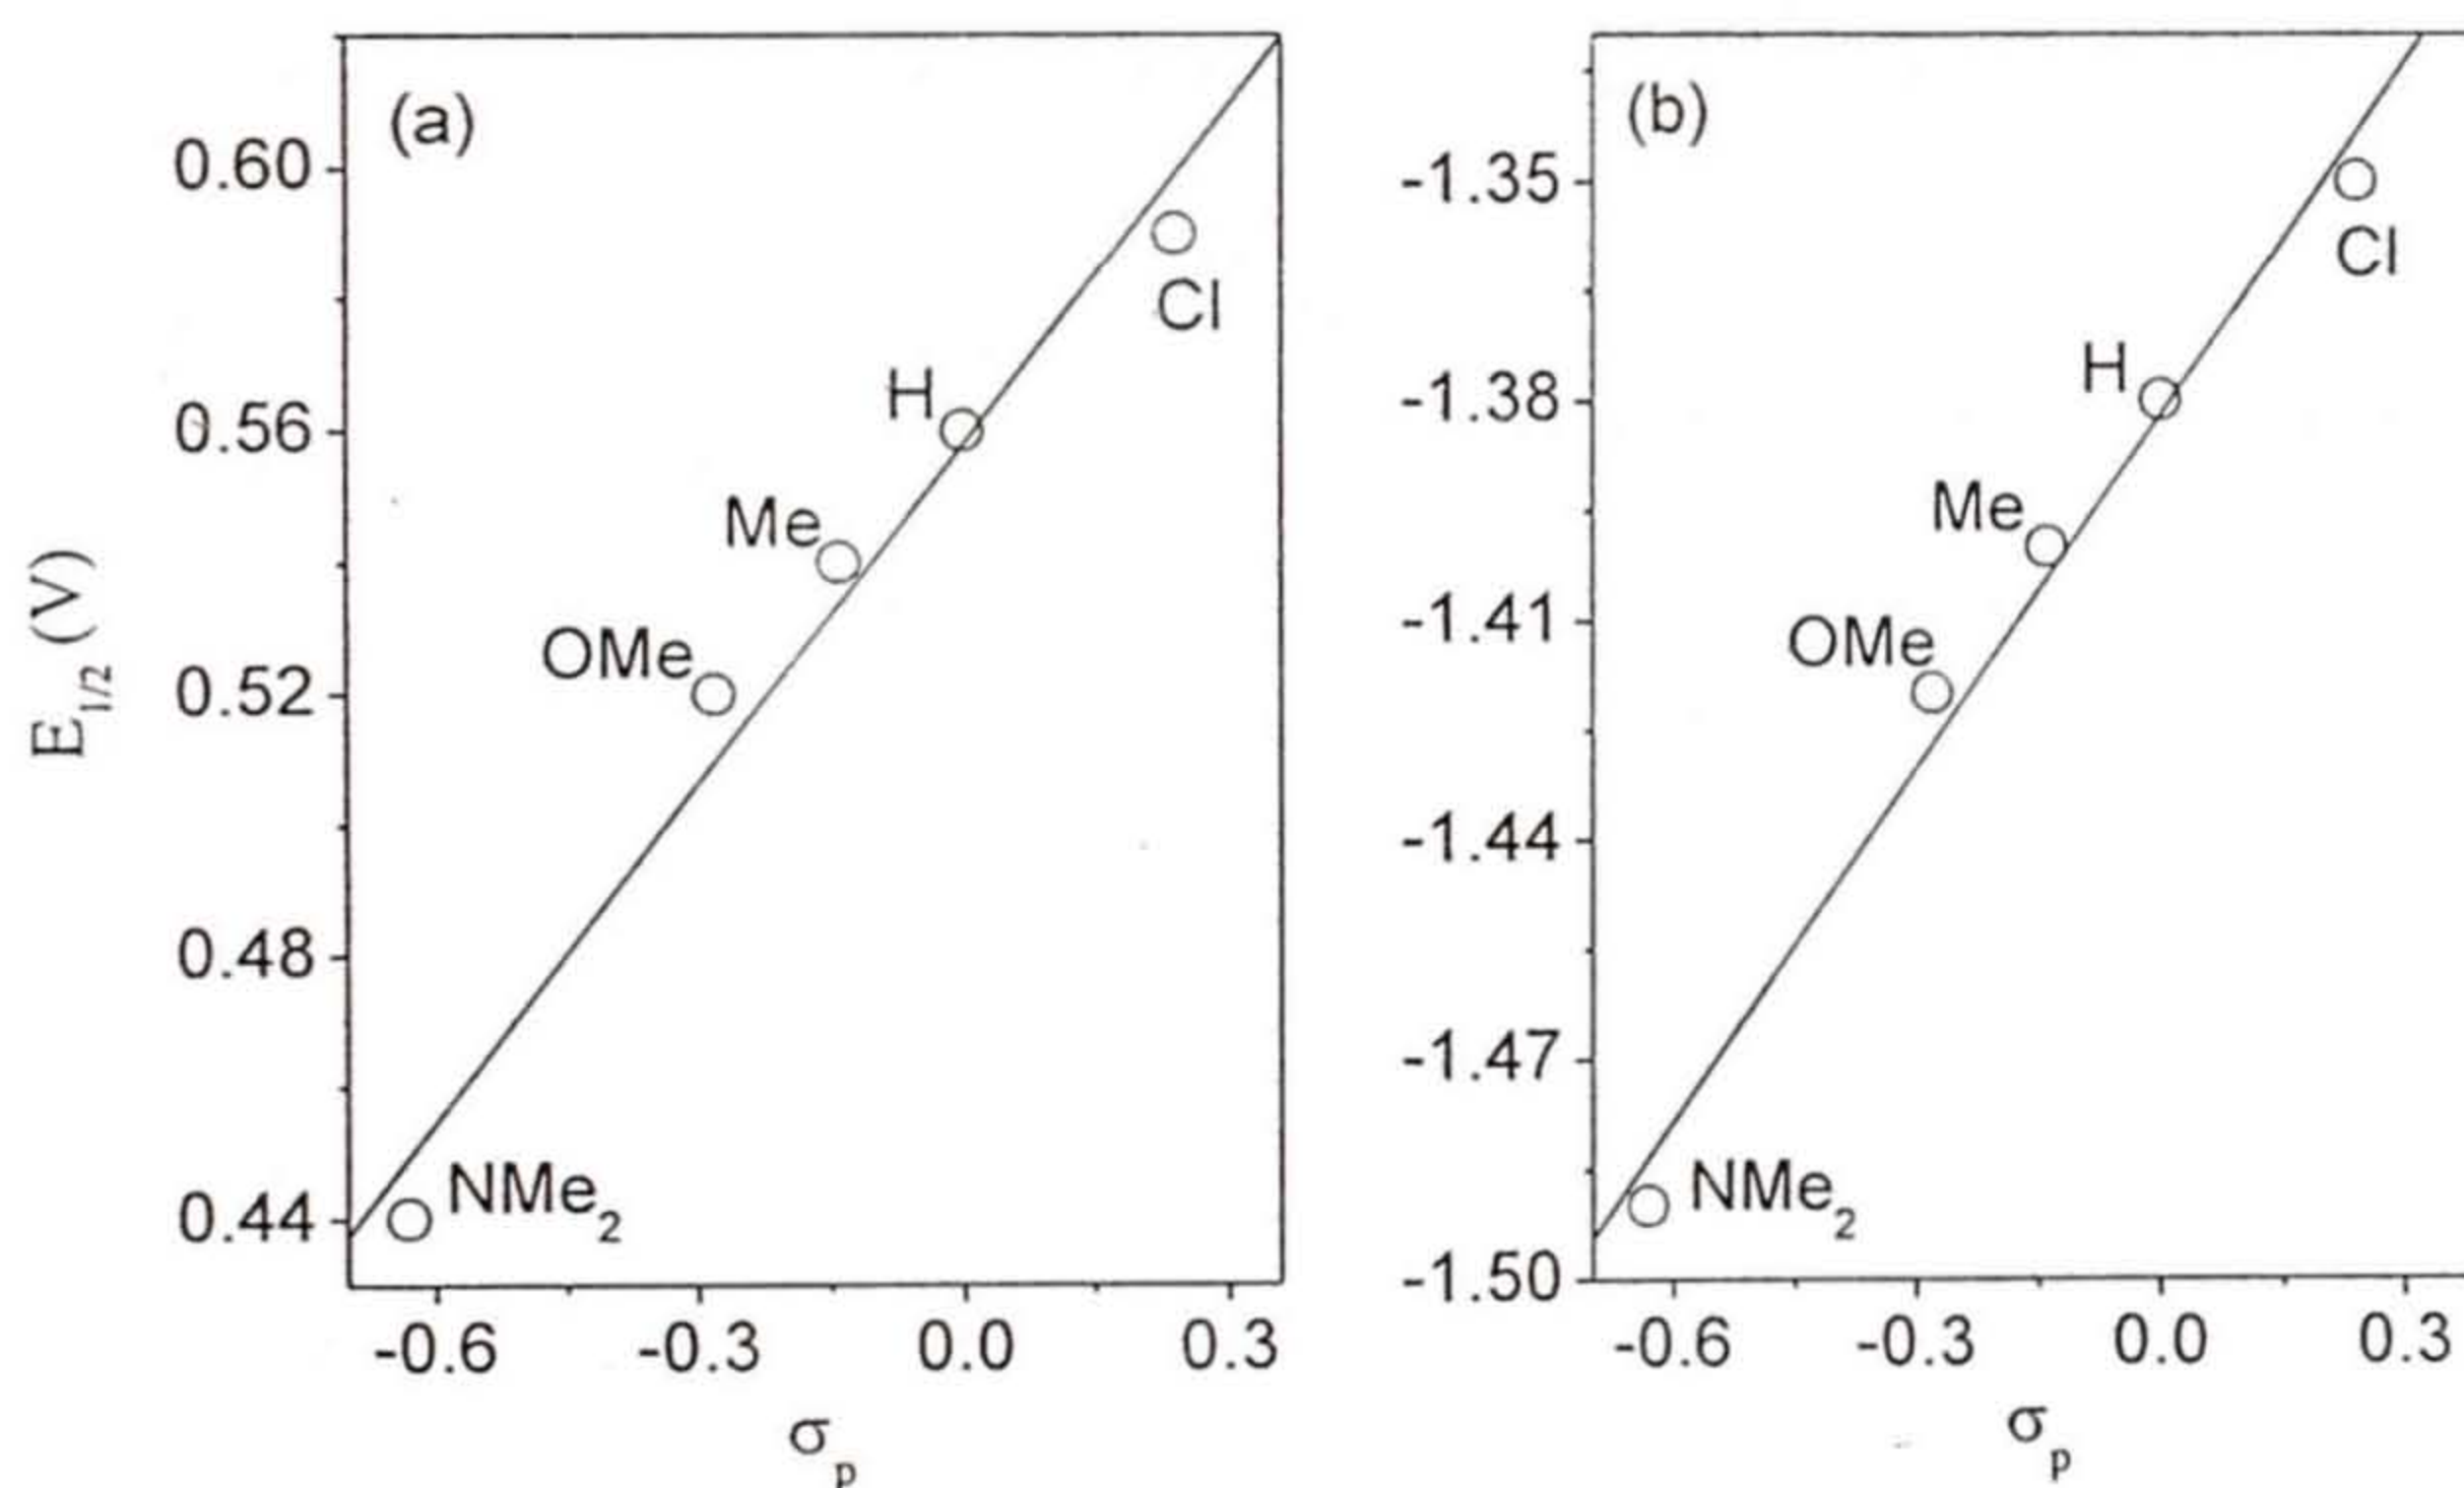 (a)
0.60
0.56
0.52
0.48
0.44
E1/2 (V)
Cl
H
Me
OMe
NMe2
-0.6 -0.3 0.0 0.3
σp
(b)
-1.35
-1.38
-1.41
-1.44
-1.47
-1.50
Cl
H
Me
OMe
NMe2
-0.6 -0.3 0.0 0.3
σp